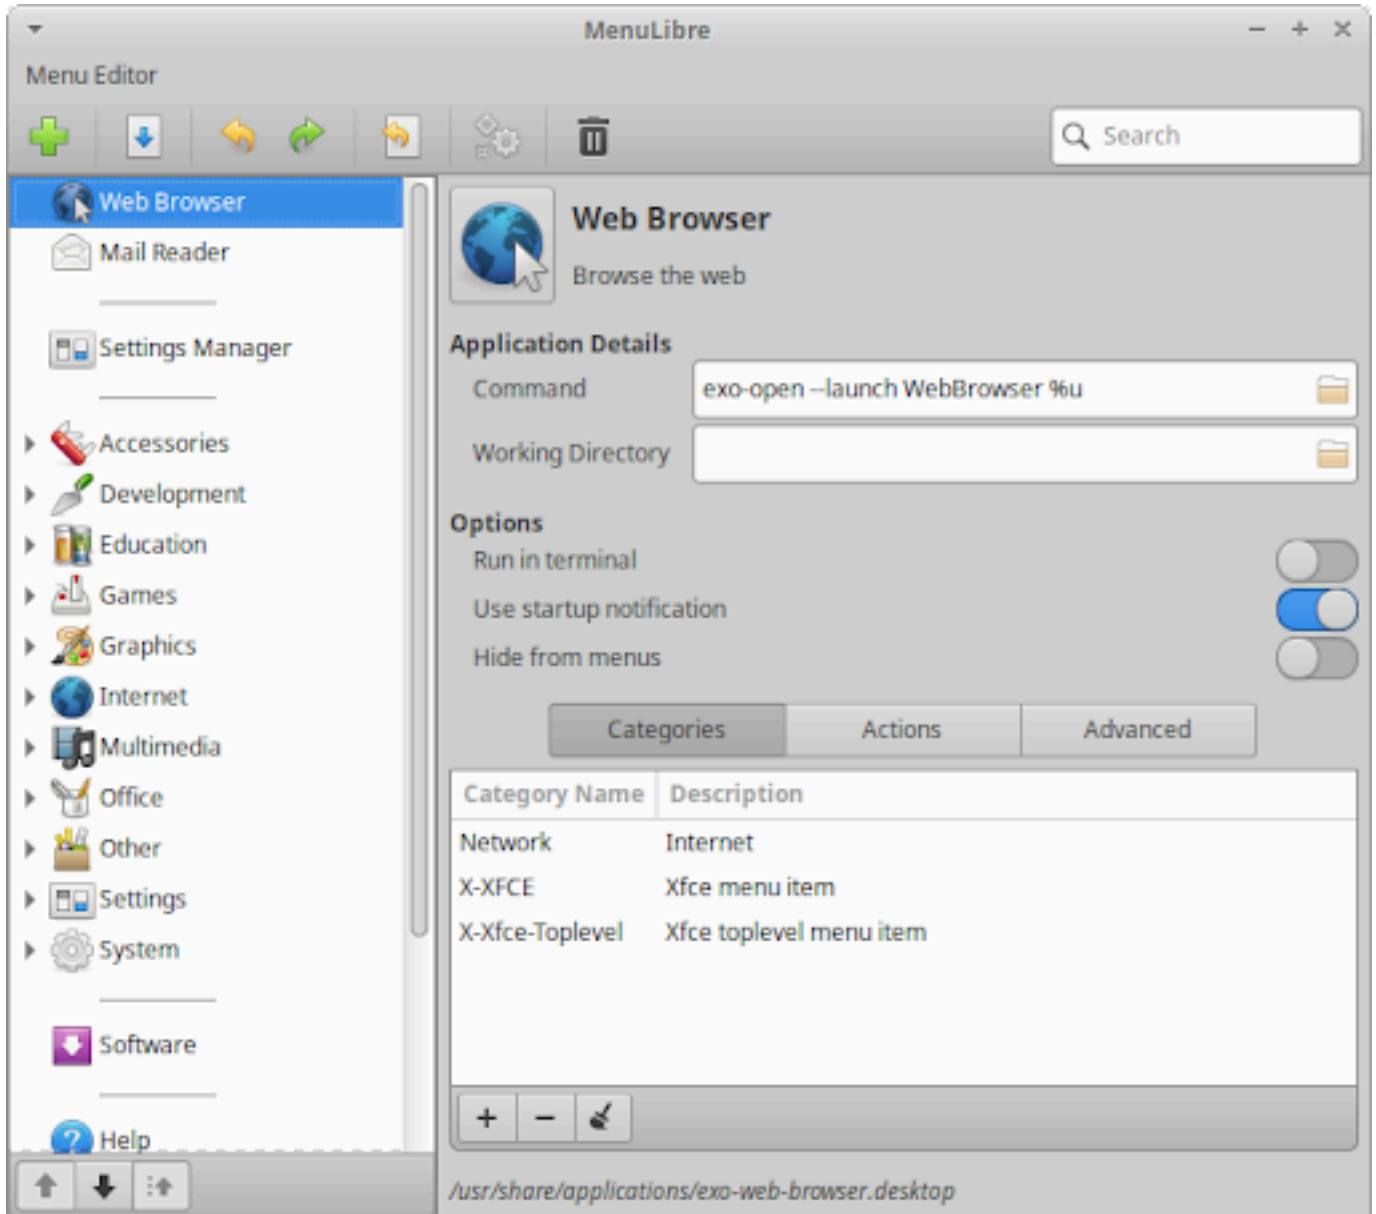 MenuLibre
Menu Editor
Search
Web Browser
Mail Reader
Settings Manager
Accessories
Development
Education
Games
Graphics
Internet
Multimedia
Office
Other
Settings
System
Software
Help
Web Browser
Browse the web
Application Details
Command exo-open --launch WebBrowser %u
Working Directory
Options
Run in terminal
Use startup notification
Hide from menus
Categories Actions Advanced
Category Name Description
Network Internet
X-XFCE Xfce menu item
X-Xfce-Toplevel Xfce toplevel menu item
/usr/share/applications/exo-web-browser.desktop